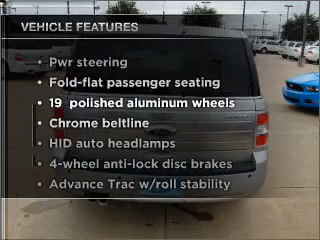 VEHICLE FEATURES
• Pwr steering
• Fold-flat passenger seating
• 19 polished aluminum wheels
• Chrome beltline
• HID auto headlamps
• 4-wheel anti-lock disc brakes
• Advance Trac w/roll stability